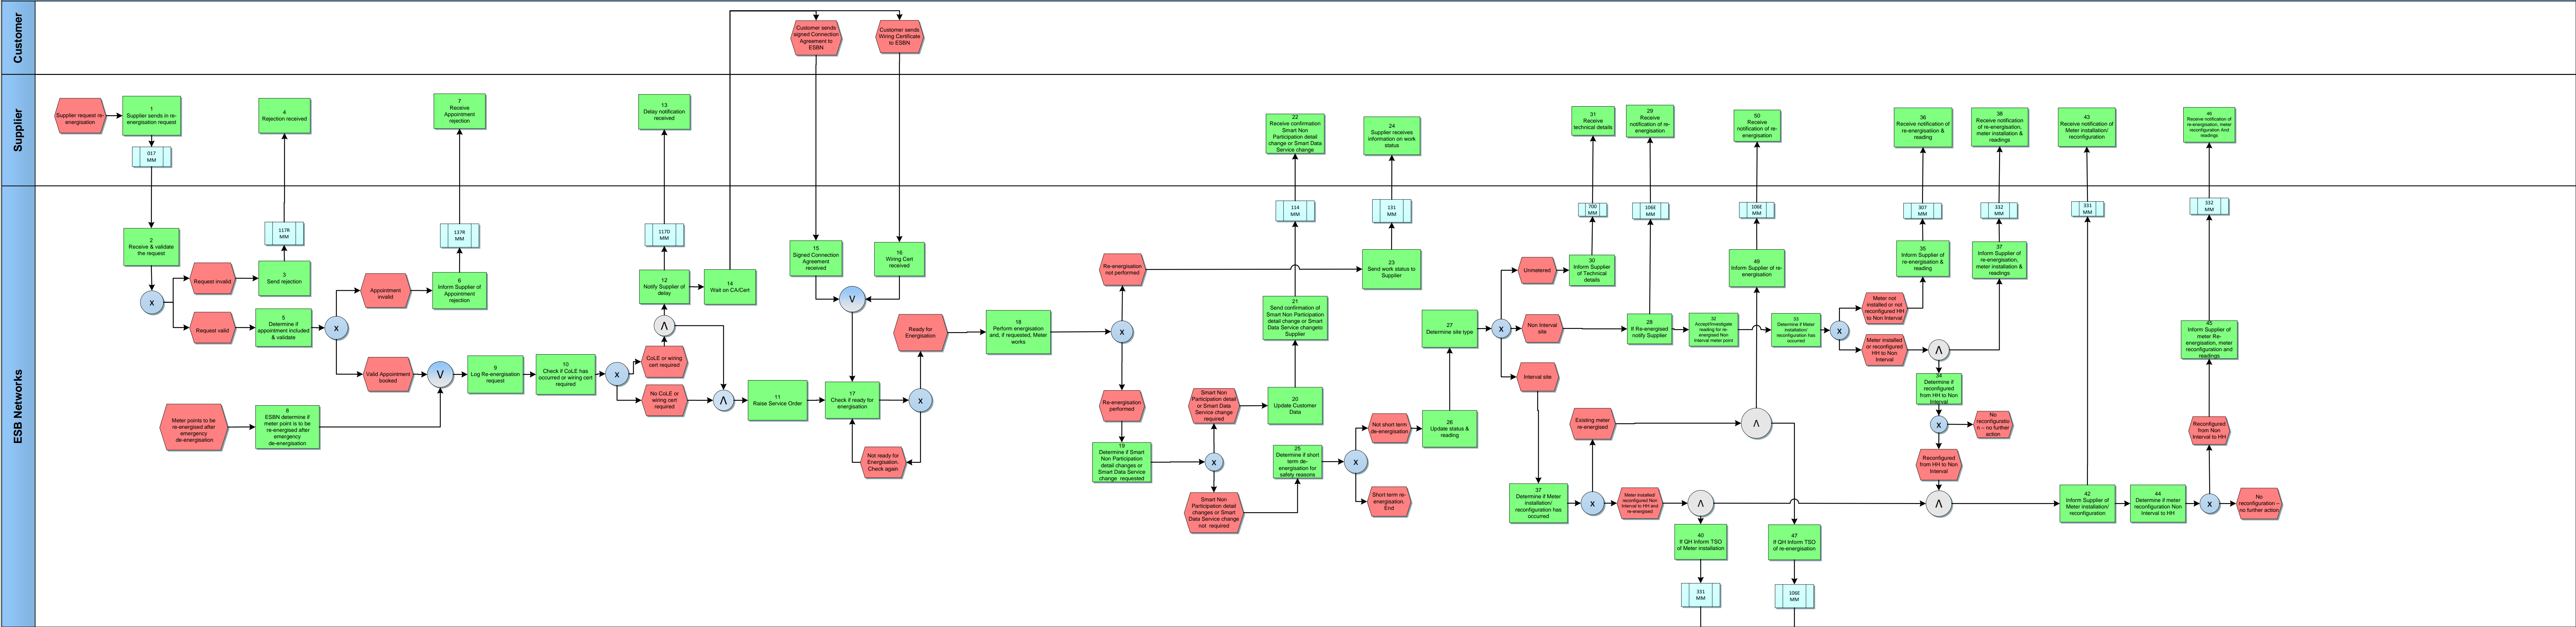 Customer
Customer sends
signed Connection
Agreement to
ESBN
Customer sends
Wiring Certificate
to ESBN
Supplier
Supplier request re-
energisation
1
Supplier sends in re-
energisation request
017
MM
4
Rejection received
7
Receive
Appointment
rejection
13
Delay notification
received
22
Receive confirmation
Smart Non
Participation detail
change or Smart Data
Service change
24
Supplier receives
information on work
status
31
Receive
technical details
29
Receive
notification of re-
energisation
50
Receive
notification of re-
energisation
36
Receive notification of
re-energisation &
reading
38
Receive notification
of re-energisation,
meter installation &
readings
43
Receive notification of
Meter installation/
reconfiguration
46
Receive notification of
re-energisation, meter
reconfiguration And
readings
ESB Networks
2
Receive & validate
the request
X
Request invalid
Request valid
117R
MM
3
Send rejection
5
Determine if
appointment included
& validate
X
Appointment
invalid
Valid Appointment
booked
137R
MM
6
Inform Supplier of
Appointment
rejection
Meter points to be
re-energised after
emergency
de-energisation
8
ESBN determine if
meter point is to be
re-energised after
emergency
de-energisation
V
9
Log Re-energisation
request
10
Check if CoLE has
occurred or wiring cert
required
X
CoLE or wiring
cert required
No CoLE or
wiring cert
required
117D
MM
12
Notify Supplier of
delay
Λ
14
Wait on CA/Cert
Λ
11
Raise Service Order
15
Signed Connection
Agreement
received
16
Wiring Cert
received
V
17
Check if ready for
energisation
X
Ready for
Energisation
Not ready for
Energisation.
Check again
18
Perform energisation
and, if requested, Meter
works
X
Re-energisation
not performed
Re-energisation
performed
19
Determine if Smart
Non Participation
detail changes or
Smart Data Service
change requested
X
Smart Non
Participation detail
or Smart Data
Service change
required
Smart Non
Participation detail
changes or Smart
Data Service change
not required
114
MM
21
Send confirmation of
Smart Non Participation
detail change or Smart
Data Service changeto
Supplier
20
Update Customer
Data
131
MM
23
Send work status to
Supplier
25
Determine if short
term de-
energisation for
safety reasons
X
Not short term
de-energisation
Short term re-
energisation.
End
26
Update status &
reading
27
Determine site type
X
Unmetered
Non Interval
site
Interval site
700
MM
30
Inform Supplier
of Technical
details
106E
MM
28
If Re-energised
notify Supplier
32
Accept/Investigate
reading for re-
energised Non
Interval meter point
33
Determine if Meter
installation/
reconfiguration has
occurred
X
Meter not
installed or not
reconfigured HH
to Non Interval
Meter installed
or reconfigured
HH to Non
Interval
106E
MM
49
Inform Supplier of re-
energisation
Λ
307
MM
35
Inform Supplier of
re-energisation &
reading
332
MM
37
Inform Supplier of
re-energisation,
meter installation &
readings
Λ
34
Determine if
reconfigured
from HH to Non
Interval
X
No
reconfiguratio
n – no further
action
Reconfigured
from HH to Non
Interval
Λ
37
Determine if Meter
installation/
reconfiguration has
occurred
X
Existing meter
re-energised
Meter installed/
reconfigured Non
Interval to HH and
re-energised
Λ
40
If QH Inform TSO
of Meter installation
331
MM
47
If QH Inform TSO
of re-energisation
106E
MM
331
MM
42
Inform Supplier of
Meter installation/
reconfiguration
44
Determine if meter
reconfiguration Non
Interval to HH
X
No
reconfiguration –
no further action
Reconfigured
from Non
Interval to HH
45
Inform Supplier of
meter Re-energisation,
meter
reconfiguration and
readings
332
MM